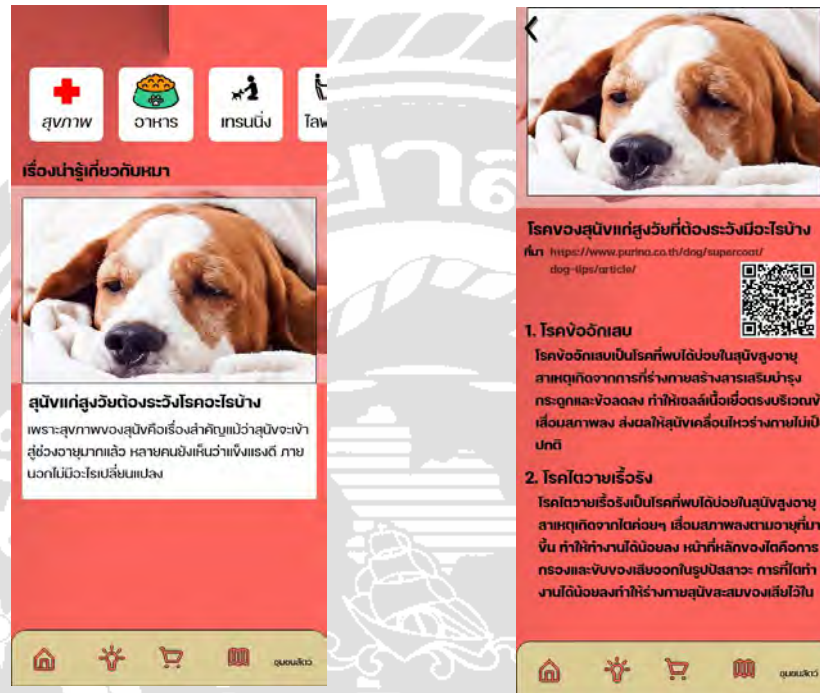 สุขภาพ
อาหาร
เทรนนิ่ง
ไลฟ
เรื่องน่ารู้เกี่ยวกับหมา
สุนัขแก่สูงวัยต้องระวังโรคอะไรบ้าง
เพราะสุขภาพของสุนัขคือเรื่องสำคัญแม้ว่าสุนัขจะเข้า
สู่ช่วงอายุมากแล้ว หลายคนยังเห็นว่าแข็งแรงดี ภาย
นอกไม่มีอะไรเปลี่ยนแปลง
ชุมชนสัตว์
โรคของสุนัขแก่สูงวัยที่ต้องระวังมีอะไรบ้าง
ที่มา https://www.purina.co.th/dog/supercoat/
dog-tips/article/
1. โรคข้ออักเสบ
โรคข้ออักเสบเป็นโรคที่พบได้บ่อยในสุนัขสูงอายุ
สาเหตุเกิดจากการที่ร่างกายสร้างสารเสริมบำรุง
กระดูกและข้อลดลง ทำให้เซลล์เนื้อเยื่อตรงบริเวณข้
เสื่อมสภาพลง ส่งผลให้สุนัขเคลื่อนไหวร่างกายไม่เป็
ปกติ
2. โรคไตวายเรื้อรัง
โรคไตวายเรื้อรังเป็นโรคที่พบได้บ่อยในสุนัขสูงอายุ
สาเหตุเกิดจากไตค่อยๆ เสื่อมสภาพลงตามอายุที่มา
ขึ้น ทำให้ทำงานได้น้อยลง หน้าที่หลักของไตคือการ
กรองและขับของเสียออกในรูปปัสสาวะ การที่ไตทำ
งานได้น้อยลงทำให้ร่างกายสุนัขสะสมของเสียไว้ใน
ชุมชนสัตว์